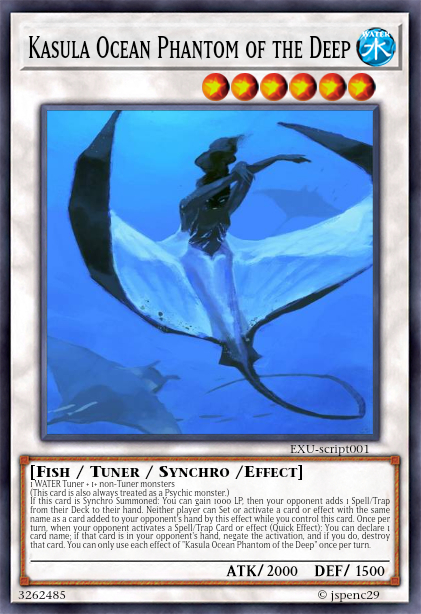 Kasula Ocean Phantom of the Deep
WATER
水
EXU-script001
[Fish / Tuner / Synchro /Effect]
1 WATER Tuner + 1+ non-Tuner monsters
(This card is also always treated as a Psychic monster.)
If this card is Synchro Summoned: You can gain 1000 LP, then your opponent adds 1 Spell/Trap
from their Deck to their hand. Neither player can Set or activate a card or effect with the same
name as a card added to your opponent's hand by this effect while you control this card. Once per
turn, when your opponent activates a Spell/Trap Card or effect (Quick Effect): You can declare 1
card name; if that card is in your opponent's hand, negate the activation, and if you do, destroy
that card. You can only use each effect of "Kasula Ocean Phantom of the Deep" once per turn.
ATK/2000 DEF/1500
3262485 © jspenc29